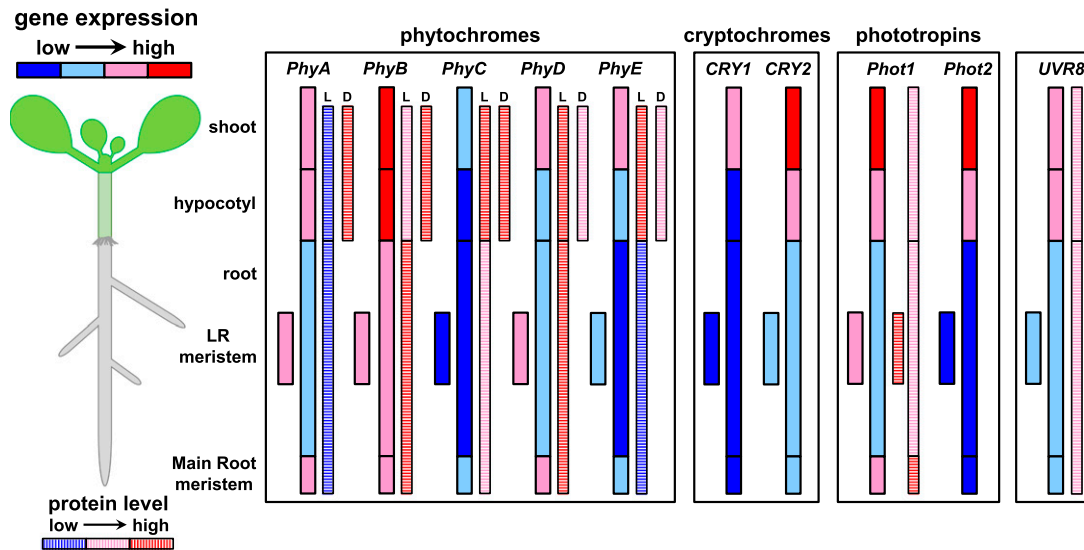 gene expression
low high
phytochromes
cryptochromes
phototropins
PhyA PhyB PhyC PhyD PhyE
CRY1 CRY2
Phot1 Phot2
UVR8
L D L D L D L D L D
shoot
hypocotyl
root
LR
meristem
Main Root
meristem
protein level
low high